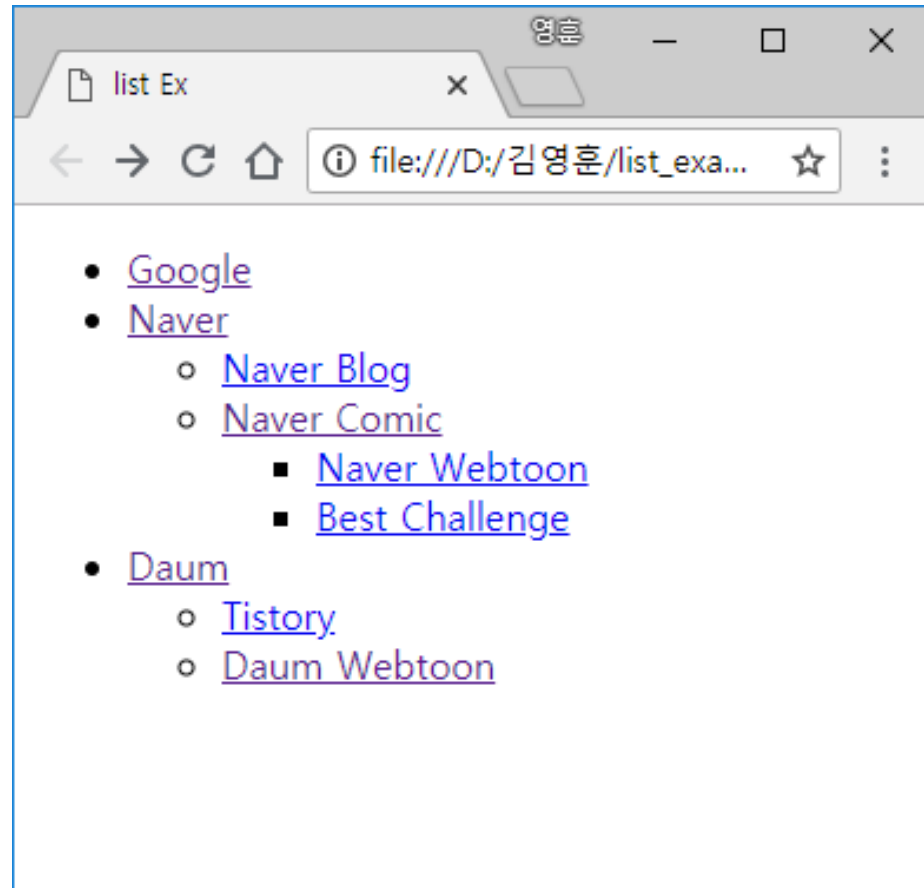 영훈
list Ex
file:///D:/김영훈/list_exa...
Google
Naver
Naver Blog
Naver Comic
Naver Webtoon
Best Challenge
Daum
Tistory
Daum Webtoon